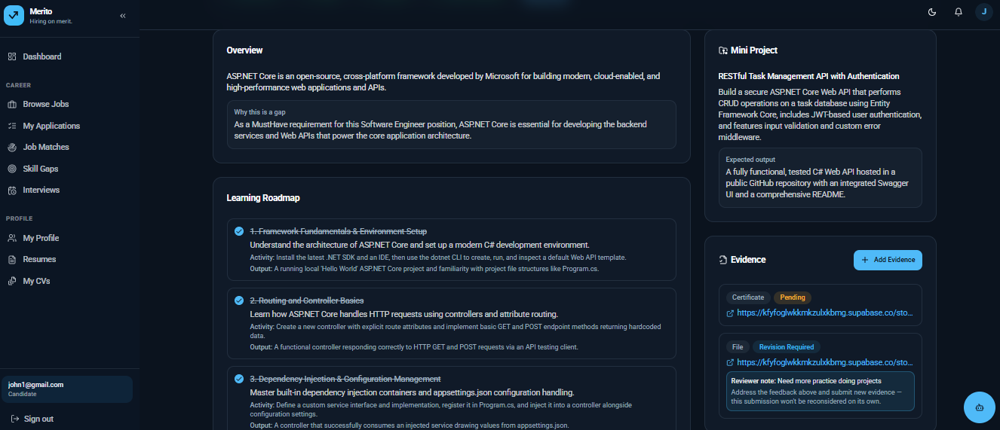 Merito
Hiring on merit.
Dashboard
CAREER
Browse Jobs
My Applications
Job Matches
Skill Gaps
Interviews
PROFILE
My Profile
Resumes
My CVs
john1@gmail.com
Candidate
Sign out
J
Overview
ASP.NET Core is an open-source, cross-platform framework developed by Microsoft for building modern, cloud-enabled, and
high-performance web applications and APIs.
Why this is a gap
As a MustHave requirement for this Software Engineer position, ASP.NET Core is essential for developing the backend
services and Web APIs that power the core application architecture.
Learning Roadmap
1. Framework Fundamentals & Environment Setup
Understand the architecture of ASP.NET Core and set up a modern C# development environment.
Activity: Install the latest .NET SDK and an IDE, then use the dotnet CLI to create, run, and inspect a default Web API template.
Output: A running local 'Hello World' ASP.NET Core project and familiarity with project file structures like Program.cs.
2. Routing and Controller Basics
Learn how ASP.NET Core handles HTTP requests using controllers and attribute routing.
Activity: Create a new controller with explicit route attributes and implement basic GET and POST endpoint methods returning hardcoded
data.
Output: A functional controller responding correctly to HTTP GET and POST requests via an API testing client.
3. Dependency Injection & Configuration Management
Master built-in dependency injection containers and appsettings.json configuration handling.
Activity: Define a custom service interface and implementation, register it in Program.cs, and inject it into a controller alongside
configuration settings.
Output: A controller that successfully consumes an injected service drawing values from appsettings.json.
Mini Project
RESTful Task Management API with Authentication
Build a secure ASP.NET Core Web API that performs
CRUD operations on a task database using Entity
Framework Core, includes JWT-based user authentication,
and features input validation and custom error
middleware.
Expected output
A fully functional, tested C# Web API hosted in a
public GitHub repository with an integrated Swagger
UI and a comprehensive README.
Evidence
+ Add Evidence
Certificate Pending
https://kfyfoglwkkmkzulxkbmg.supabase.co/sto...
File Revision Required
https://kfyfoglwkkmkzulxkbmg.supabase.co/sto...
Reviewer note: Need more practice doing projects
Address the feedback above and submit new evidence —
this submission won't be reconsidered on its own.